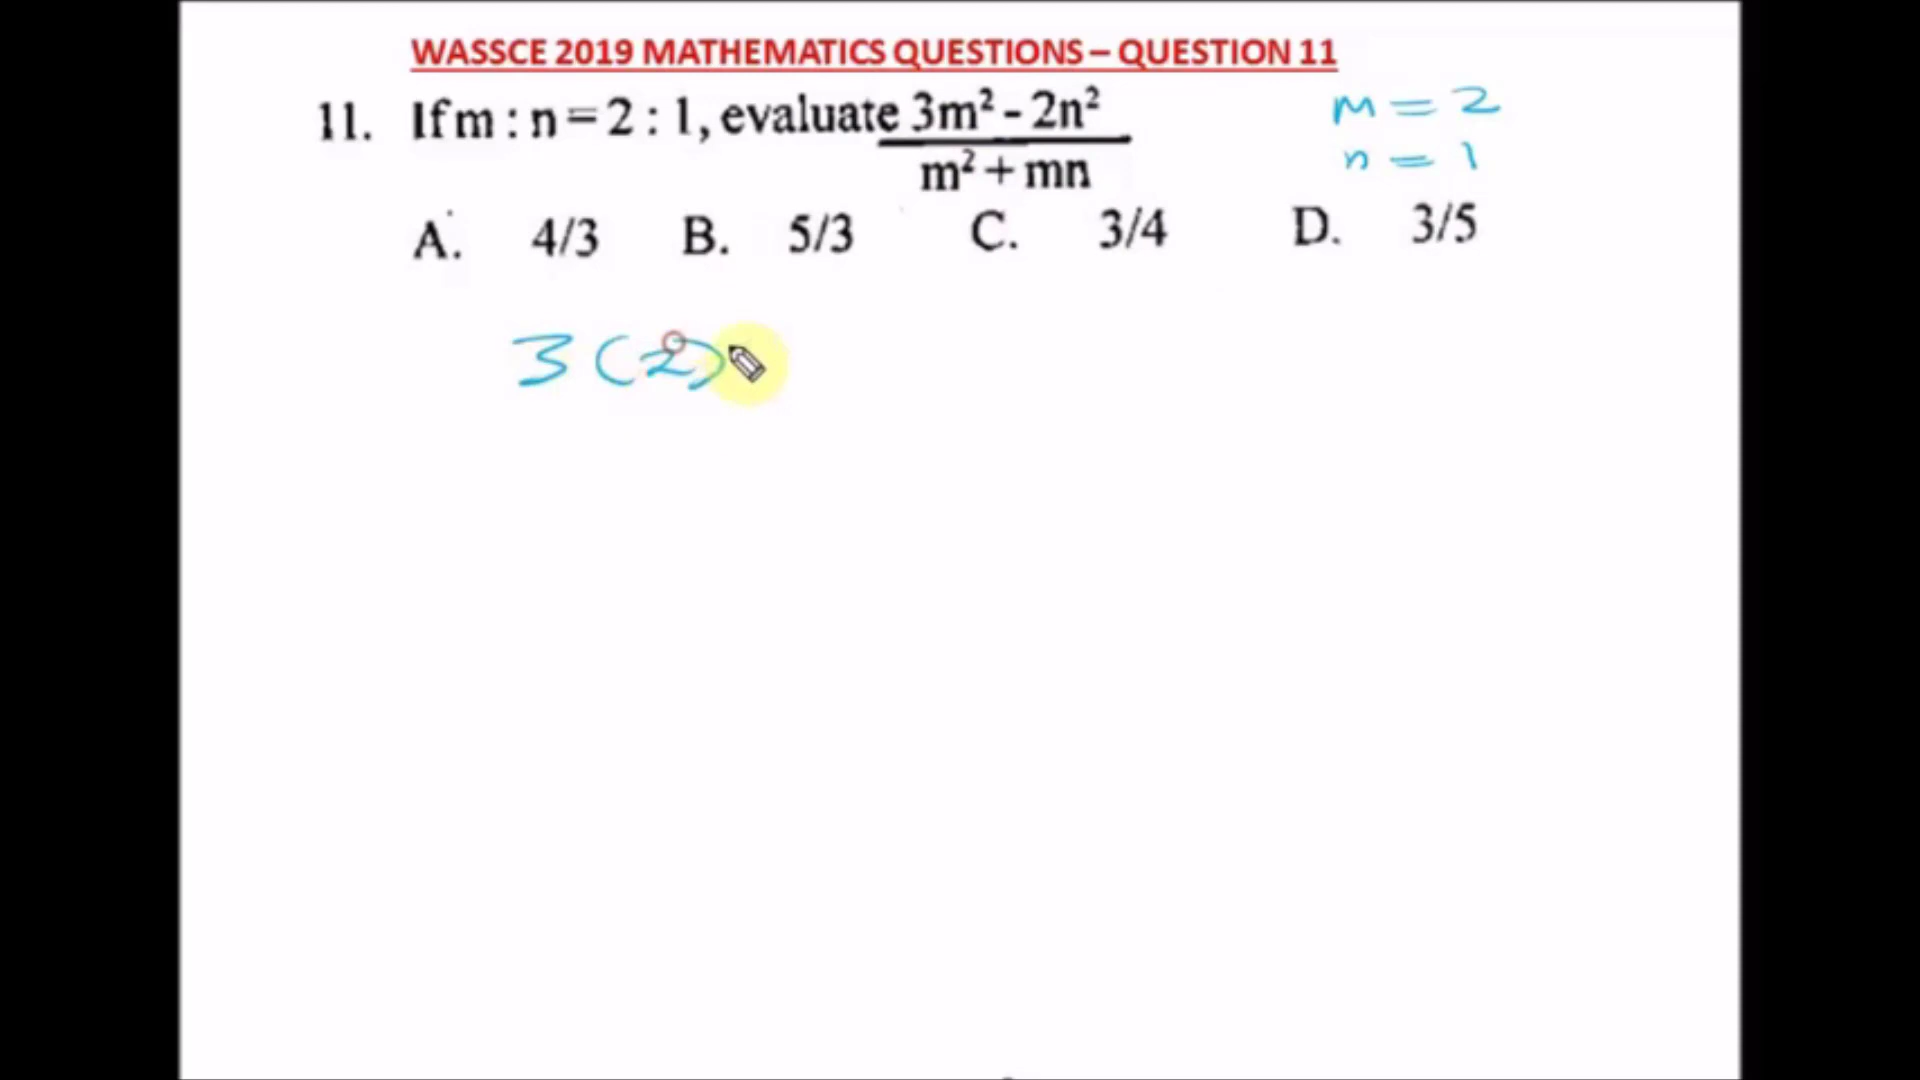 WASSCE 2019 MATHEMATICS QUESTIONS – QUESTION 11
11. If m : n = 2 : 1, evaluate 3m² - 2n²
m² + mn
m = 2
n = 1
A. 4/3 B. 5/3 C. 3/4 D. 3/5
3 (2)